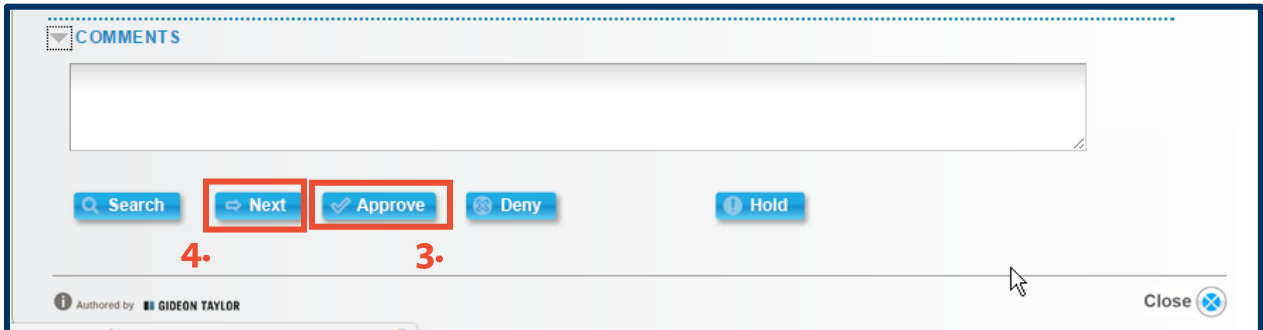 COMMENTS
Search Next Approve Deny Hold
4. 3.
Authored by GIDEON TAYLOR Close